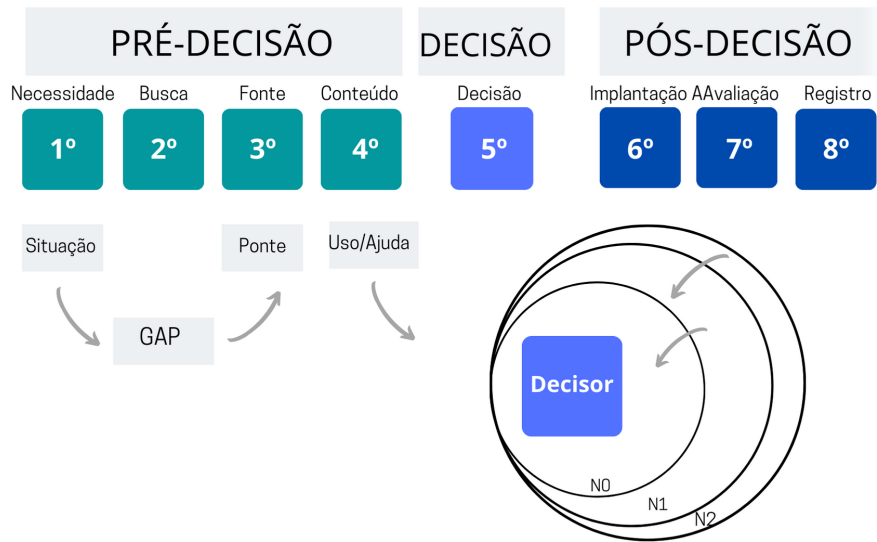 PRÉ-DECISÃO DECISÃO PÓS-DECISÃO
Necessidade Busca Fonte Conteúdo Decisão Implantação AAvaliação Registro
1º 2º 3º 4º 5º 6º 7º 8º
Situação Ponte Uso/Ajuda
GAP
Decisor
N0
N1
N2